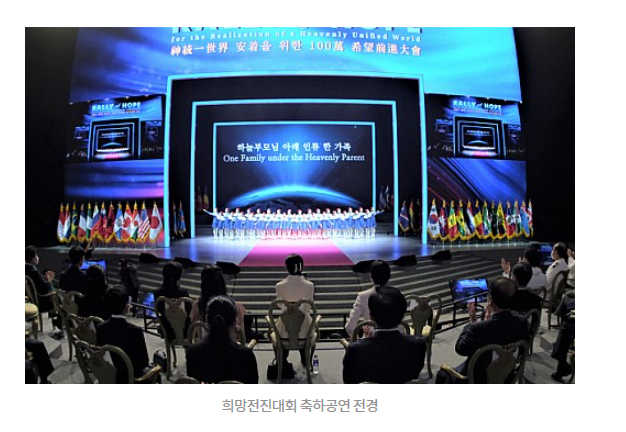 for the Realization of a Heavenly Unified World
神統一世界 安着을 위한 100萬 希望前進大會
RALLY of HOPE
RALLY of HOPE
하늘부모님 아래 인류 한 가족
One Family under the Heavenly Parent
희망전진대회 축하공연 전경